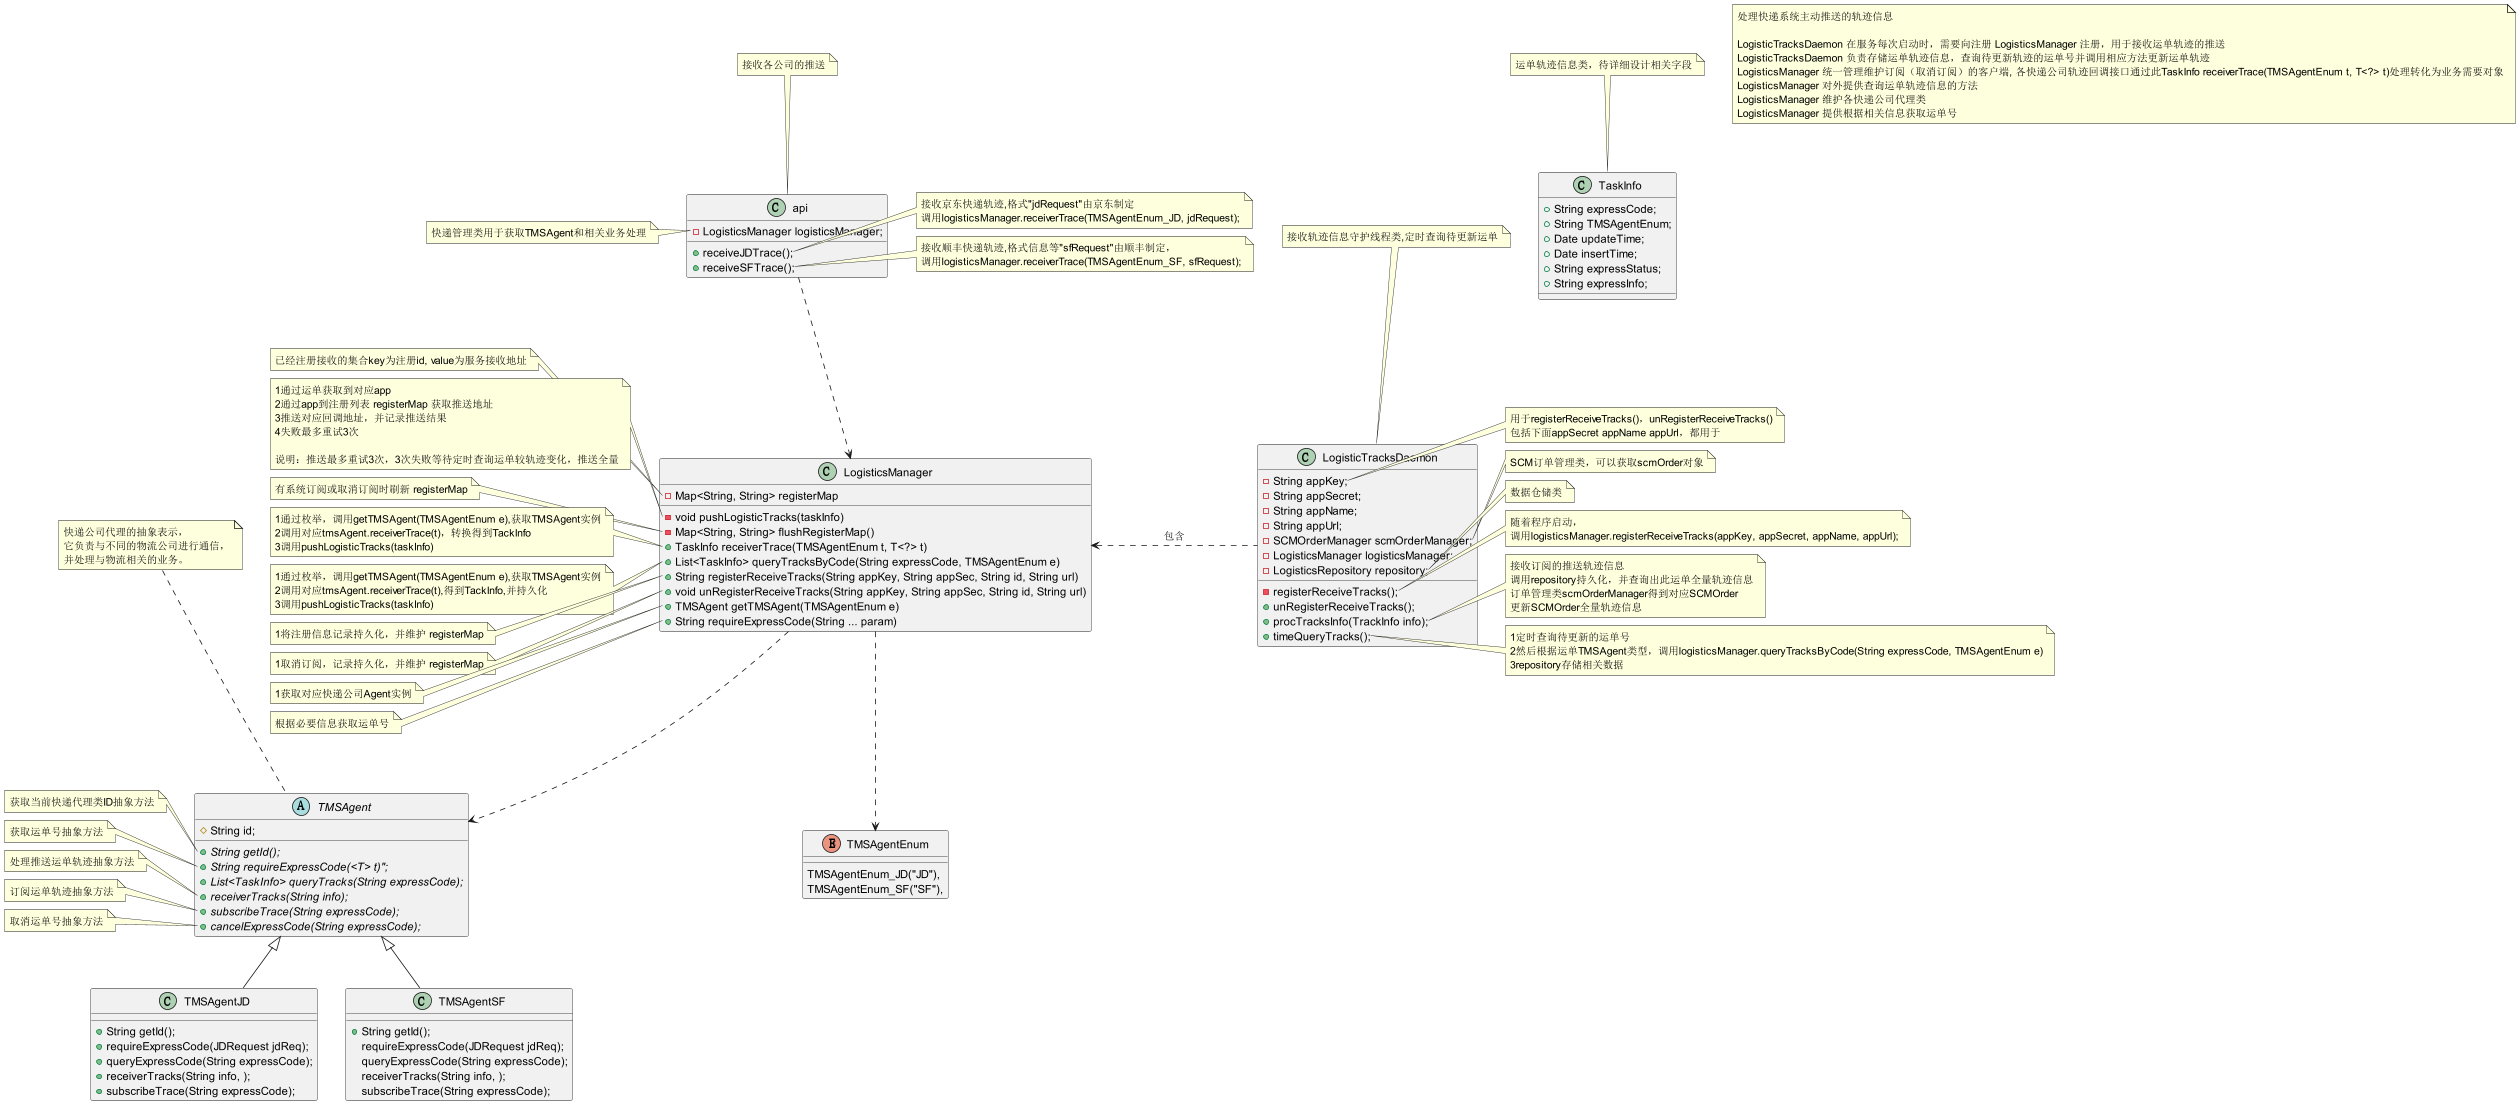 处理快递系统主动推送的轨迹信息
LogisticTracksDaemon 在服务每次启动时，需要向注册 LogisticsManager 注册，用于接收运单轨迹的推送
LogisticTracksDaemon 负责存储运单轨迹信息，查询待更新轨迹的运单号并调用相应方法更新运单轨迹
LogisticsManager 统一管理维护订阅（取消订阅）的客户端, 各快递公司轨迹回调接口通过此TaskInfo receiverTrace(TMSAgentEnum t, T<?> t)处理转化为业务需要对象
LogisticsManager 对外提供查询运单轨迹信息的方法
LogisticsManager 维护各快递公司代理类
LogisticsManager 提供根据相关信息获取运单号
接收各公司的推送
运单轨迹信息类，待详细设计相关字段
api
LogisticsManager logisticsManager;
receiveJDTrace();
receiveSFTrace();
快递管理类用于获取TMSAgent和相关业务处理
接收京东快递轨迹,格式"jdRequest"由京东制定
调用logisticsManager.receiverTrace(TMSAgentEnum_JD, jdRequest);
接收顺丰快递轨迹,格式信息等"sfRequest"由顺丰制定，
调用logisticsManager.receiverTrace(TMSAgentEnum_SF, sfRequest);
TaskInfo
String expressCode;
String TMSAgentEnum;
Date updateTime;
Date insertTime;
String expressStatus;
String expressInfo;
接收轨迹信息守护线程类,定时查询待更新运单
已经注册接收的集合key为注册id, value为服务接收地址
1通过运单获取到对应app
2通过app到注册列表 registerMap 获取推送地址
3推送对应回调地址，并记录推送结果
4失败最多重试3次
说明：推送最多重试3次，3次失败等待定时查询运单较轨迹变化，推送全量
有系统订阅或取消订阅时刷新 registerMap
1通过枚举，调用getTMSAgent(TMSAgentEnum e),获取TMSAgent实例
2调用对应tmsAgent.receiverTrace(t)，转换得到TackInfo
3调用pushLogisticTracks(taskInfo)
1通过枚举，调用getTMSAgent(TMSAgentEnum e),获取TMSAgent实例
2调用对应tmsAgent.receiverTrace(t),得到TackInfo,并持久化
3调用pushLogisticTracks(taskInfo)
1将注册信息记录持久化，并维护 registerMap
1取消订阅，记录持久化，并维护 registerMap
1获取对应快递公司Agent实例
根据必要信息获取运单号
LogisticsManager
Map<String, String> registerMap
void pushLogisticTracks(taskInfo)
Map<String, String> flushRegisterMap()
TaskInfo receiverTrace(TMSAgentEnum t, T<?> t)
List<TaskInfo> queryTracksByCode(String expressCode, TMSAgentEnum e)
String registerReceiveTracks(String appKey, String appSec, String id, String url)
void unRegisterReceiveTracks(String appKey, String appSec, String id, String url)
TMSAgent getTMSAgent(TMSAgentEnum e)
String requireExpressCode(String ... param)
包含
LogisticTracksDaemon
String appKey;
String appSecret;
String appName;
String appUrl;
SCMOrderManager scmOrderManager;
LogisticsManager logisticsManager;
LogisticsRepository repository;
registerReceiveTracks();
unRegisterReceiveTracks();
procTracksInfo(TrackInfo info);
timeQueryTracks();
用于registerReceiveTracks()，unRegisterReceiveTracks()
包括下面appSecret appName appUrl，都用于
SCM订单管理类，可以获取scmOrder对象
数据仓储类
随着程序启动，
调用logisticsManager.registerReceiveTracks(appKey, appSecret, appName, appUrl);
接收订阅的推送轨迹信息
调用repository持久化，并查询出此运单全量轨迹信息
订单管理类scmOrderManager得到对应SCMOrder
更新SCMOrder全量轨迹信息
1定时查询待更新的运单号
2然后根据运单TMSAgent类型，调用logisticsManager.queryTracksByCode(String expressCode, TMSAgentEnum e)
3repository存储相关数据
快递公司代理的抽象表示，
它负责与不同的物流公司进行通信，
并处理与物流相关的业务。
获取当前快递代理类ID抽象方法
获取运单号抽象方法
处理推送运单轨迹抽象方法
订阅运单轨迹抽象方法
取消运单号抽象方法
TMSAgent
String id;
String getId();
String requireExpressCode(<T> t)";
List<TaskInfo> queryTracks(String expressCode);
receiverTracks(String info);
subscribeTrace(String expressCode);
cancelExpressCode(String expressCode);
TMSAgentEnum
TMSAgentEnum_JD("JD"),
TMSAgentEnum_SF("SF"),
TMSAgentJD
String getId();
requireExpressCode(JDRequest jdReq);
queryExpressCode(String expressCode);
receiverTracks(String info, );
subscribeTrace(String expressCode);
TMSAgentSF
String getId();
requireExpressCode(JDRequest jdReq);
queryExpressCode(String expressCode);
receiverTracks(String info, );
subscribeTrace(String expressCode);